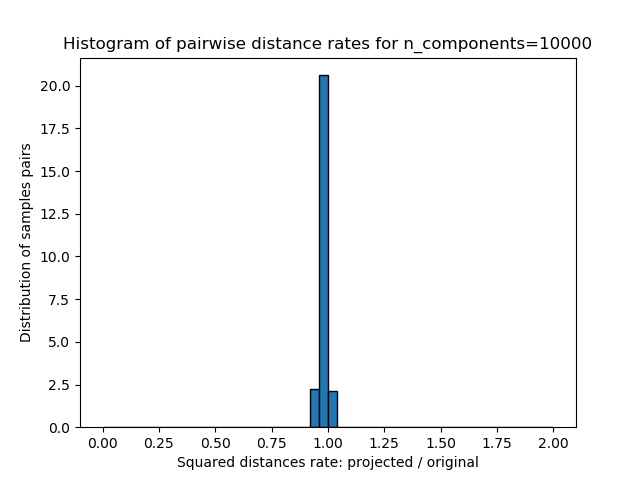 Histogram of pairwise distance rates for n_components=10000
20.0
17.5
15.0
12.5
10.0
7.5
5.0
2.5
0.0
Distribution of samples pairs
0.00 0.25 0.50 0.75 1.00 1.25 1.50 1.75 2.00
Squared distances rate: projected / original